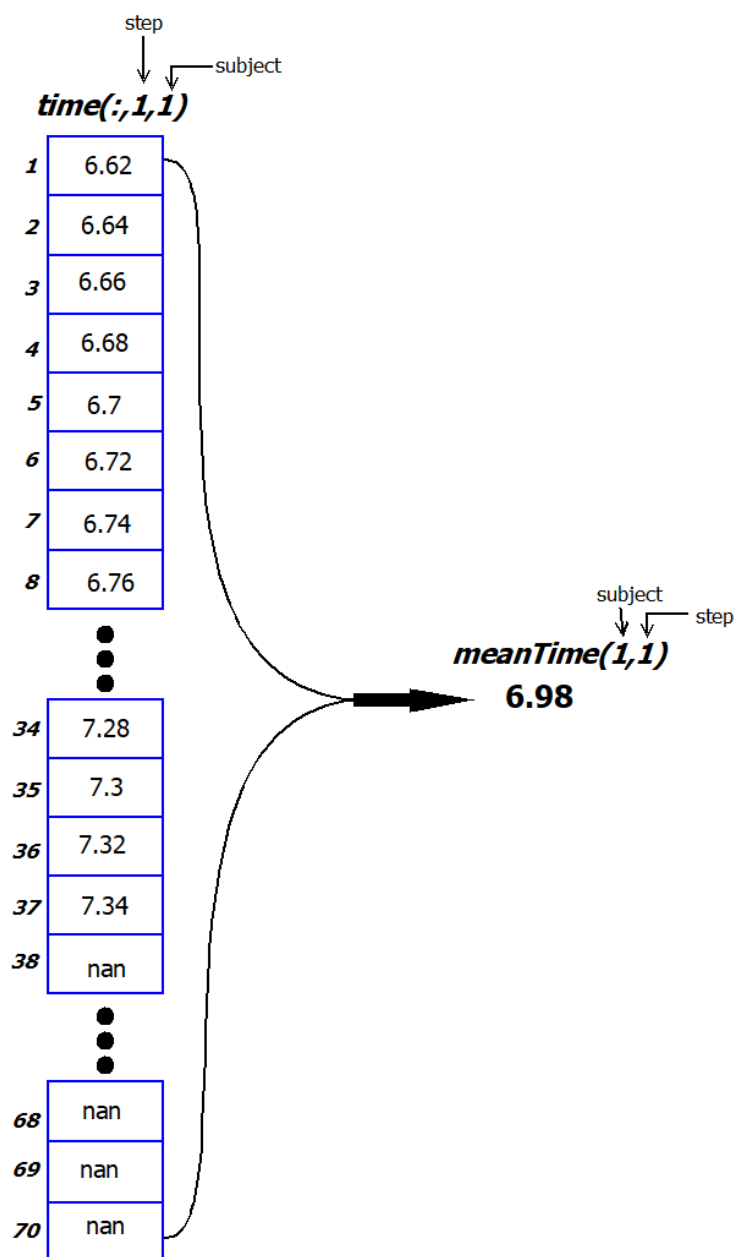 step
subject
time(:,1,1)
1 6.62
2 6.64
3 6.66
4 6.68
5 6.7
6 6.72
7 6.74
8 6.76
subject
step
meanTime(1,1)
6.98
34 7.28
35 7.3
36 7.32
37 7.34
38 nan
68 nan
69 nan
70 nan